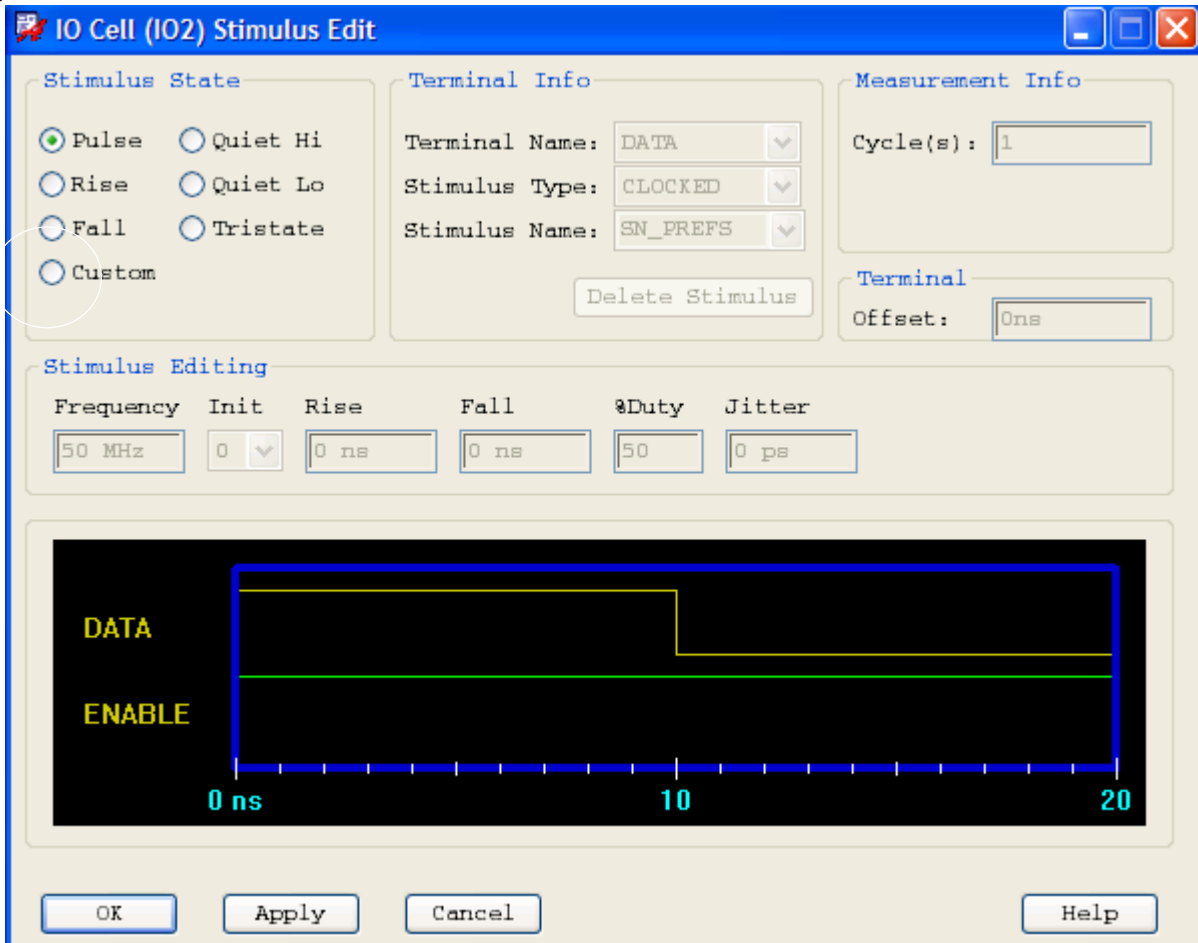 IO Cell (IO2) Stimulus Edit
Stimulus State
Pulse
Quiet Hi
Rise
Quiet Lo
Fall
Tristate
Custom
Terminal Info
Terminal Name: DATA
Stimulus Type: CLOCKED
Stimulus Name: SN_PREFS
Delete Stimulus
Measurement Info
Cycle(s): 1
Terminal
Offset: 0ns
Stimulus Editing
Frequency Init Rise Fall %Duty Jitter
50 MHz 0 0 ns 0 ns 50 0 ps
DATA
ENABLE
0 ns 10 20
OK Apply Cancel Help